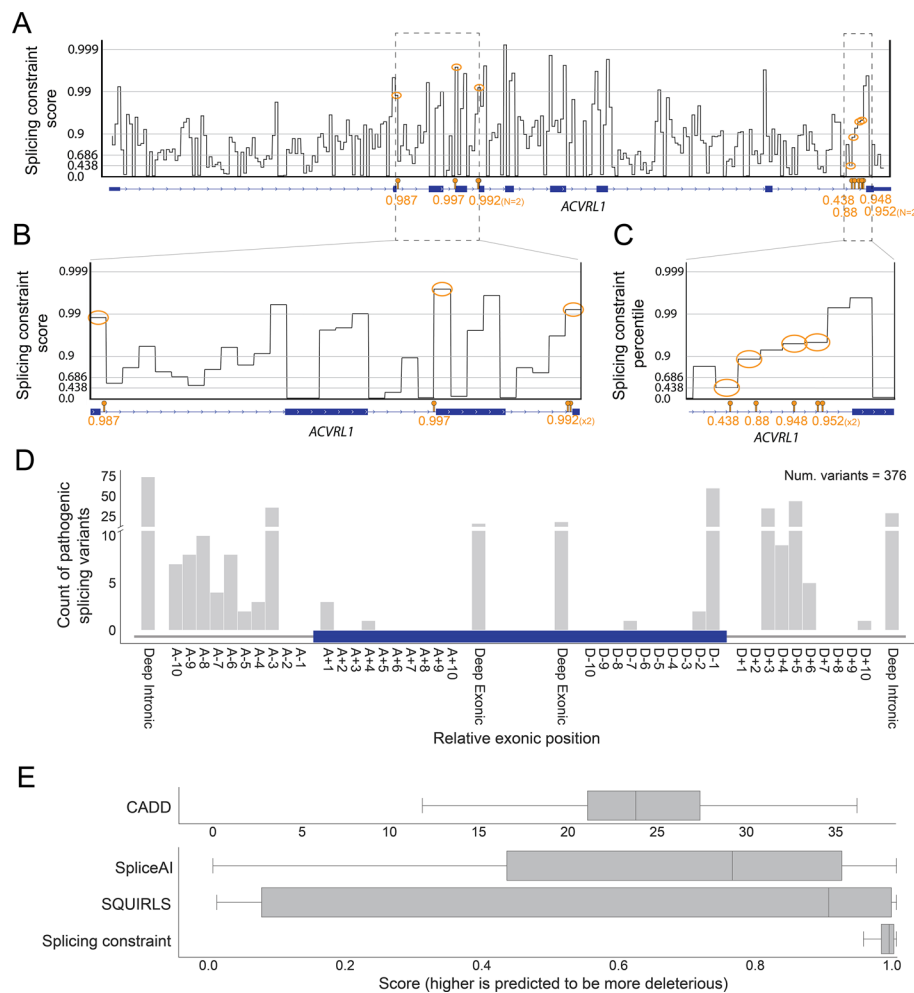 A
Splicing constraint
score
0.999
0.99
0.9
0.686
0.438
0.0
0.987
0.997
0.992(N=2)
ACVRL1
0.438
0.88
0.948
0.952(N=2
B
Splicing constraint
score
0.999
0.99
0.9
0.686
0.438
0.0
0.987
ACVRL1
0.997
0.992(x2)
C
Splicing constraint
percentile
0.999
0.99
0.9
0.686
0.438
0.0
0.438 0.88 0.948 0.952(x2)
ACVRL1
D
Num. variants = 376
Count of pathogenic
splicing variants
75
50
25
10
5
0
Deep Intronic
A-10
A-9
A-8
A-7
A-6
A-5
A-4
A-3
A-2
A-1
A+1
A+2
A+3
A+4
A+5
A+6
A+7
A+8
A+9
A+10
Deep Exonic
Deep Exonic
D-10
D-9
D-8
D-7
D-6
D-5
D-4
D-3
D-2
D-1
D+1
D+2
D+3
D+4
D+5
D+6
D+7
D+8
D+9
D+10
Deep Intronic
Relative exonic position
E
CADD
0 5 10 15 20 25 30 35
SpliceAI
SQUIRLS
Splicing constraint
0.0 0.2 0.4 0.6 0.8 1.0
Score (higher is predicted to be more deleterious)